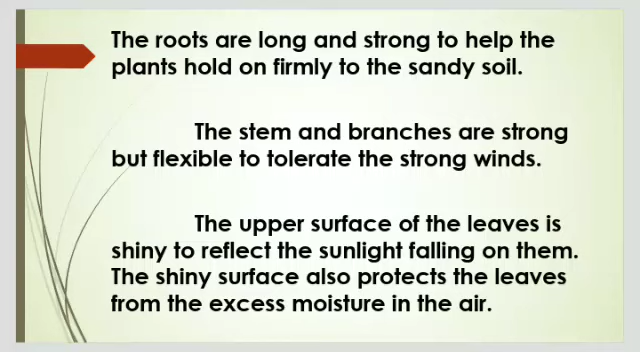 The roots are long and strong to help the
plants hold on firmly to the sandy soil.
The stem and branches are strong
but flexible to tolerate the strong winds.
The upper surface of the leaves is
shiny to reflect the sunlight falling on them.
The shiny surface also protects the leaves
from the excess moisture in the air.